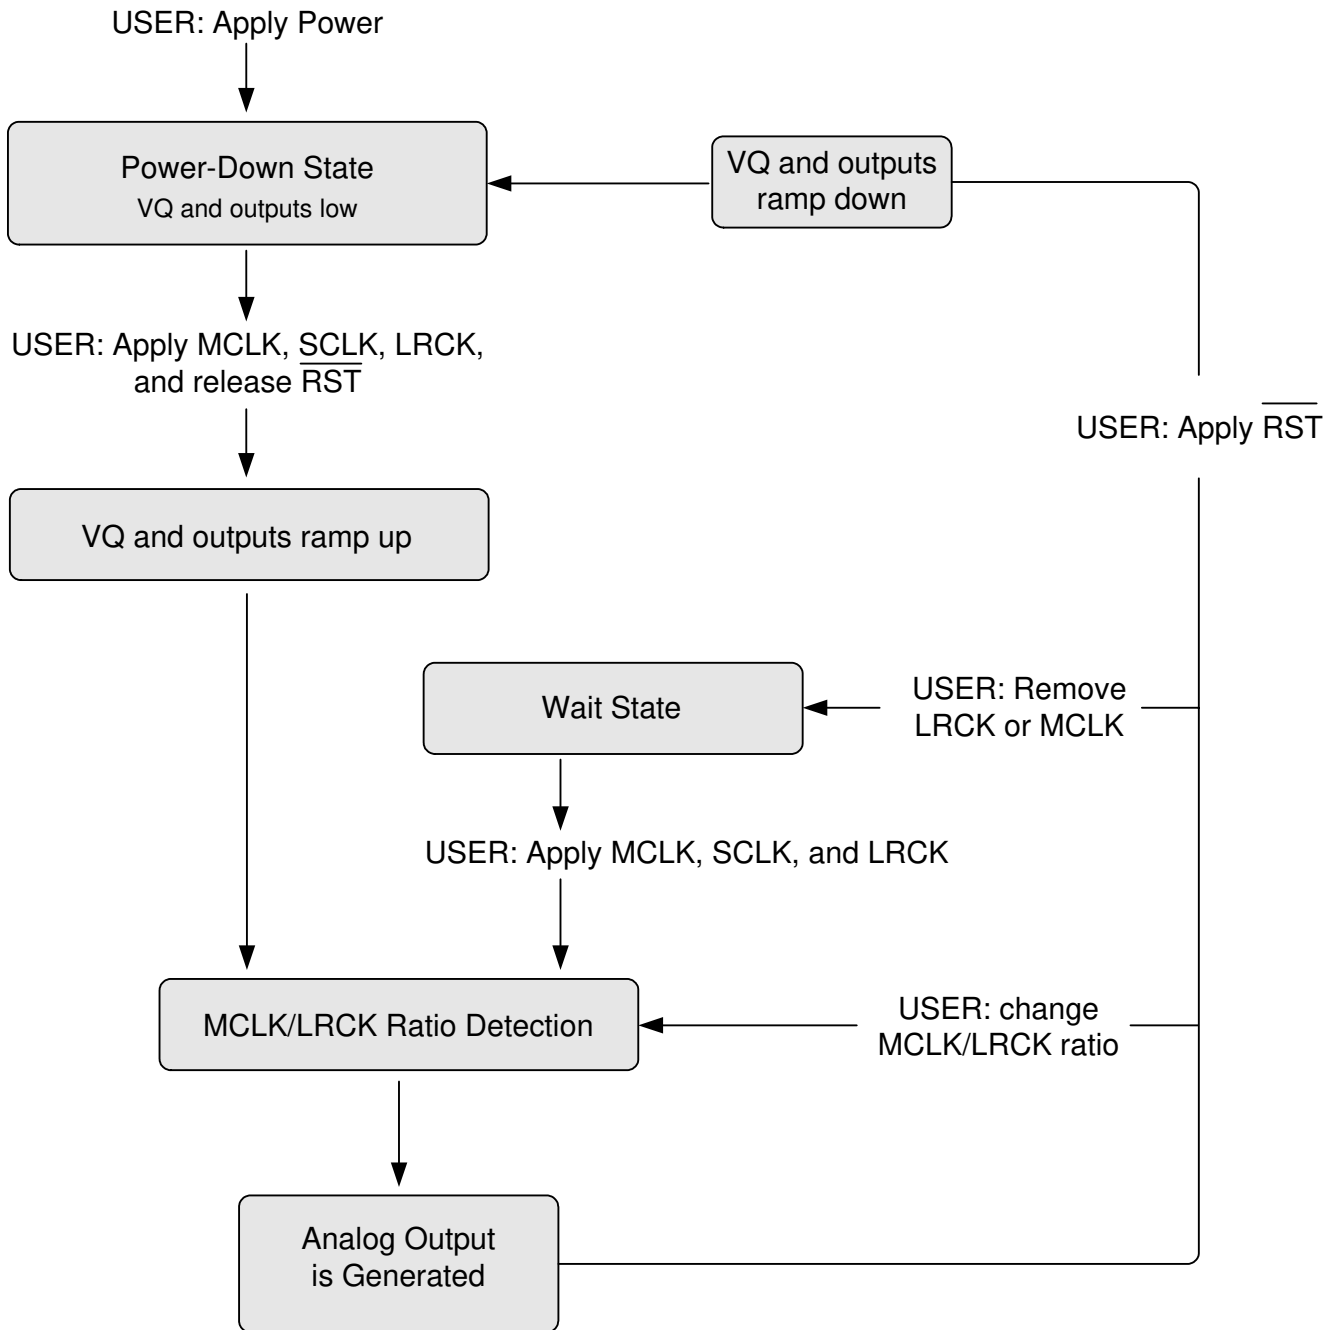 USER: Apply Power
Power-Down State
VQ and outputs low
VQ and outputs
ramp down
USER: Apply MCLK, SCLK, LRCK,
and release R̅S̅T̅
USER: Apply R̅S̅T̅
VQ and outputs ramp up
Wait State
USER: Remove
LRCK or MCLK
USER: Apply MCLK, SCLK, and LRCK
MCLK/LRCK Ratio Detection
USER: change
MCLK/LRCK ratio
Analog Output
is Generated